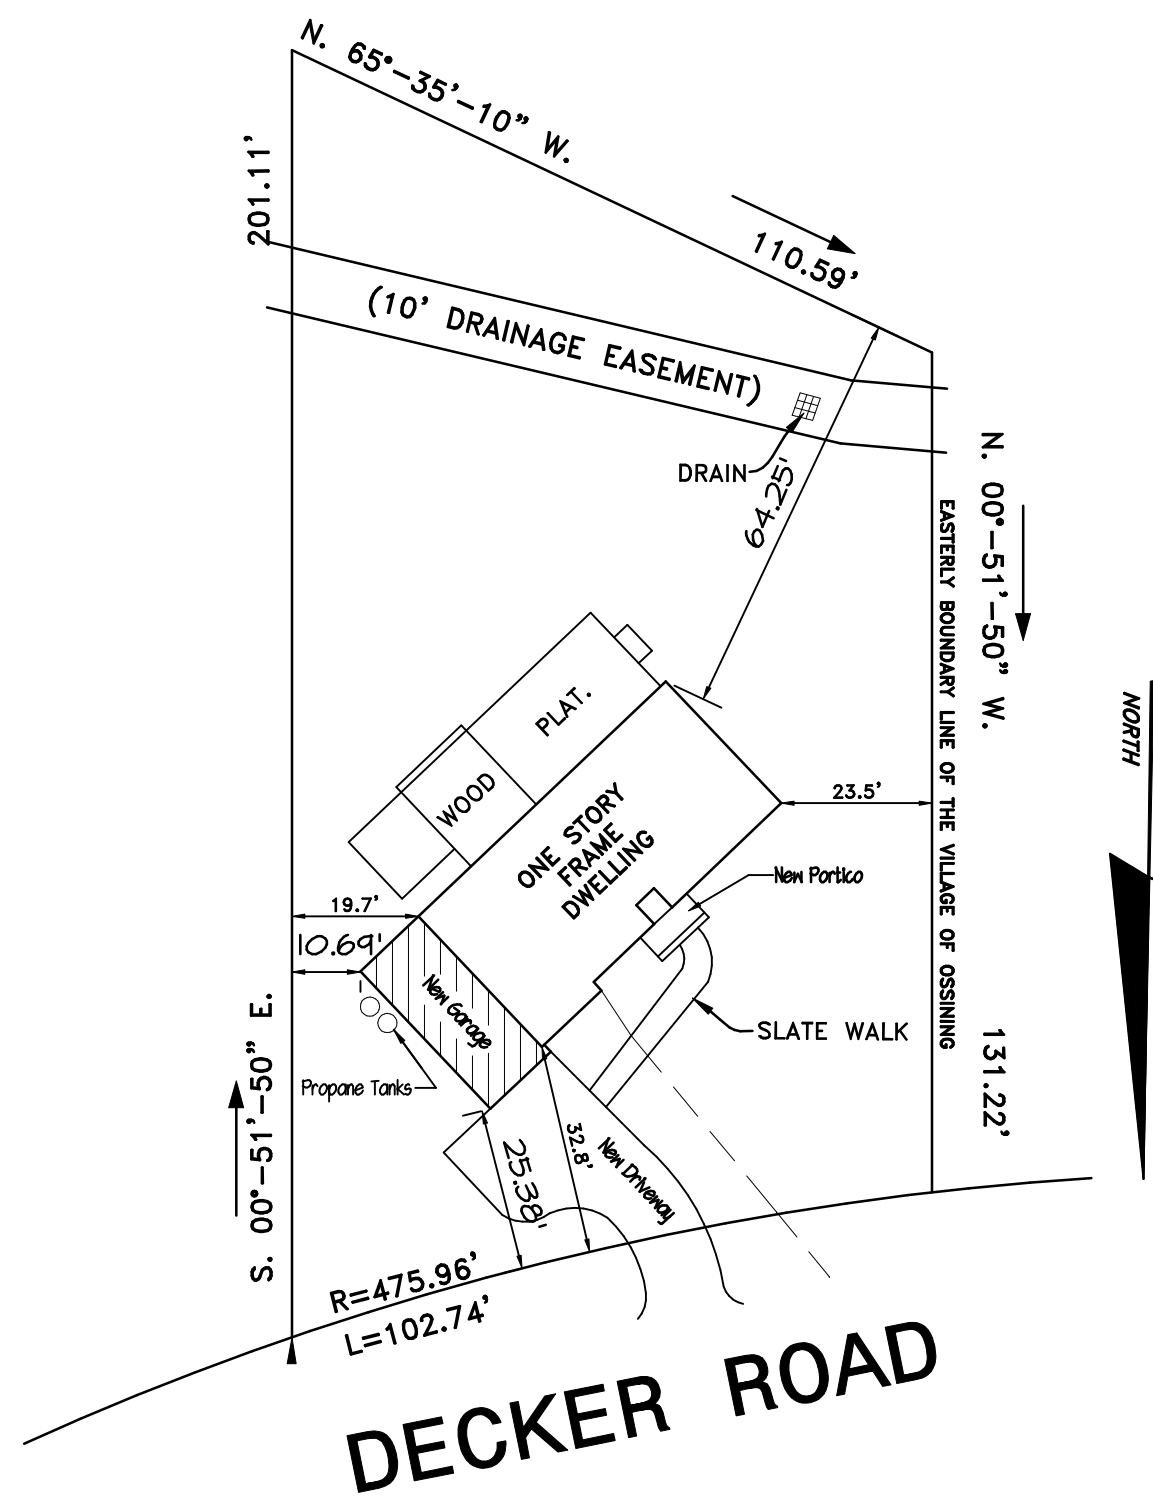 N. 65°-35'-10" W.
201.11'
110.59'
(10' DRAINAGE EASEMENT)
DRAIN
64.25'
N. 00°-51'-50" W.
EASTERLY BOUNDARY LINE OF THE VILLAGE OF OSSINING
NORTH
PLAT.
WOOD
23.5'
ONE STORY
FRAME
DWELLING
New Portico
19.7'
10.69'
New Garage
SLATE WALK
S. 00°-51'-50" E.
131.22'
Propane Tanks
25.38'
32.8'
New Driveway
R=475.96'
L=102.74'
DECKER ROAD